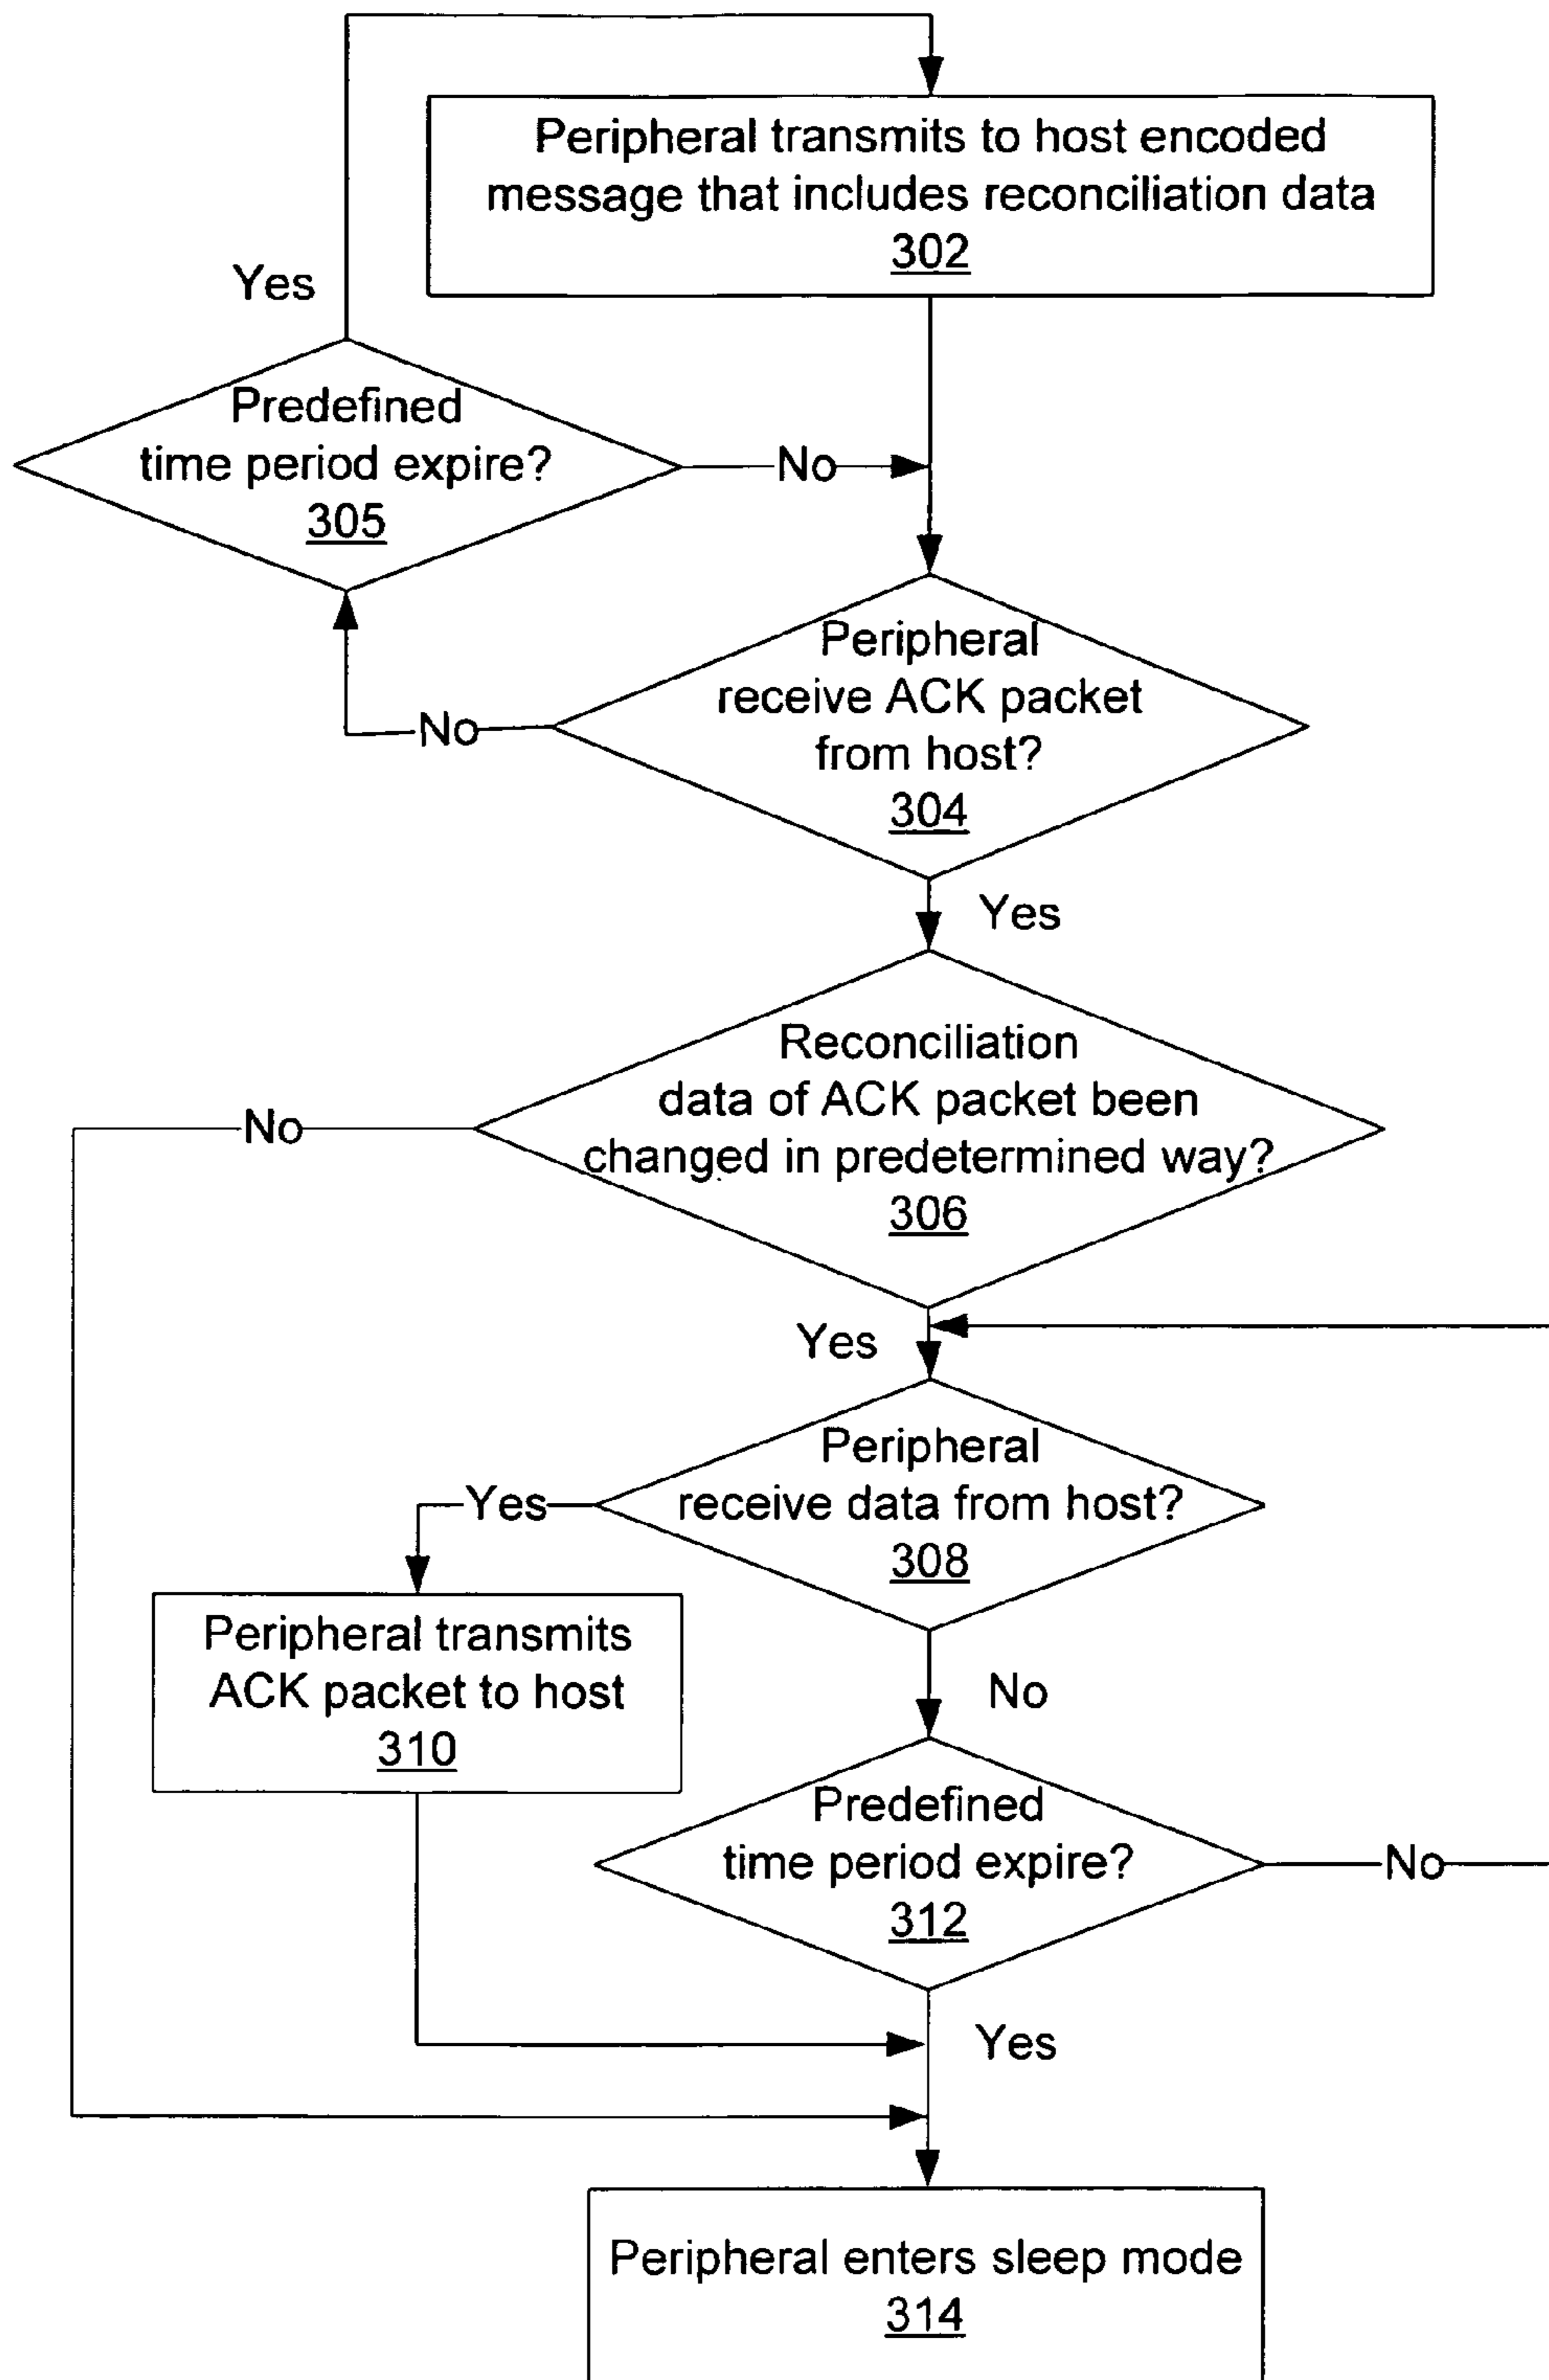 Peripheral transmits to host encoded
message that includes reconciliation data
302
Yes
Predefined
time period expire?
305
No
Peripheral
receive ACK packet
from host?
304
No
Yes
Reconciliation
data of ACK packet been
changed in predetermined way?
306
No
Yes
Peripheral
receive data from host?
308
Yes
Peripheral transmits
ACK packet to host
310
No
Predefined
time period expire?
312
No
Yes
Peripheral enters sleep mode
314